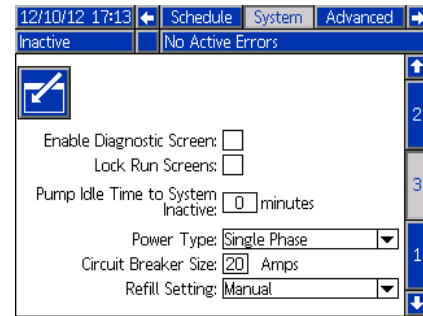 12/10/12 17:13 Schedule System Advanced
Inactive No Active Errors
2
Enable Diagnostic Screen:
Lock Run Screens:
3
Pump Idle Time to System
Inactive: 0 minutes
Power Type: Single Phase
1
Circuit Breaker Size: 20 Amps
Refill Setting: Manual